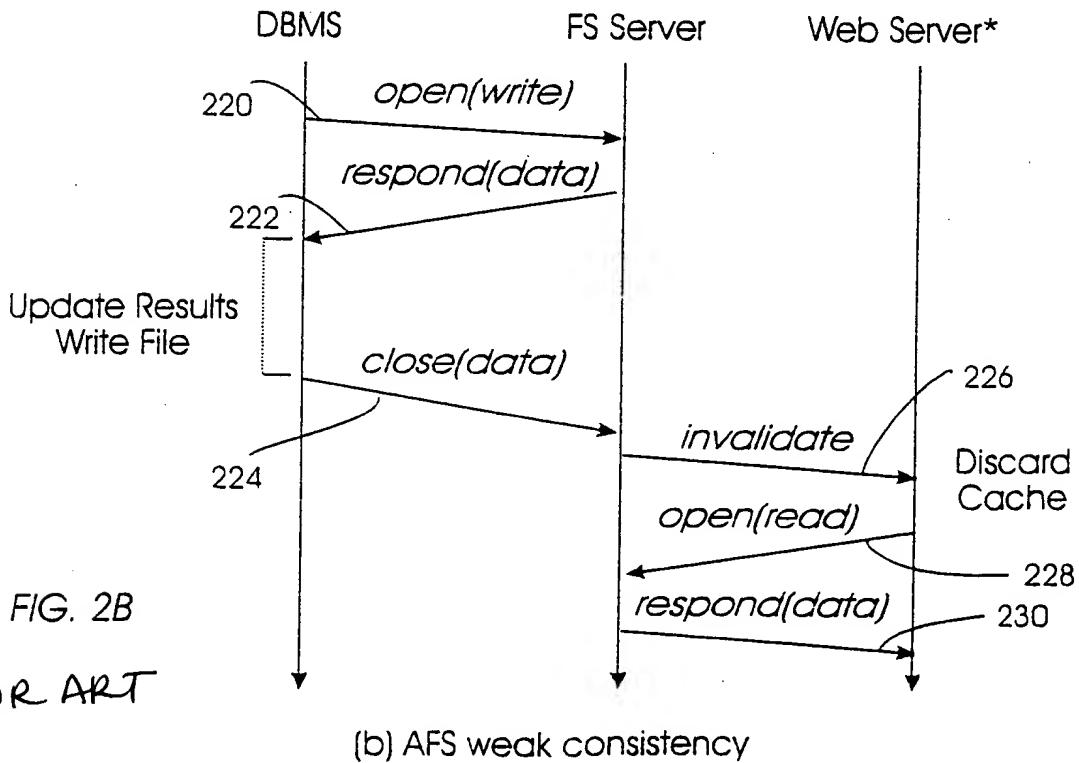 DBMS FS Server Web Server*
220 open(write)
respond(data)
222
Update Results
Write File
close(data)
224
226
invalidate
Discard
Cache
open(read)
228
respond(data)
230
FIG. 2B
OR ART
(b) AFS weak consistency